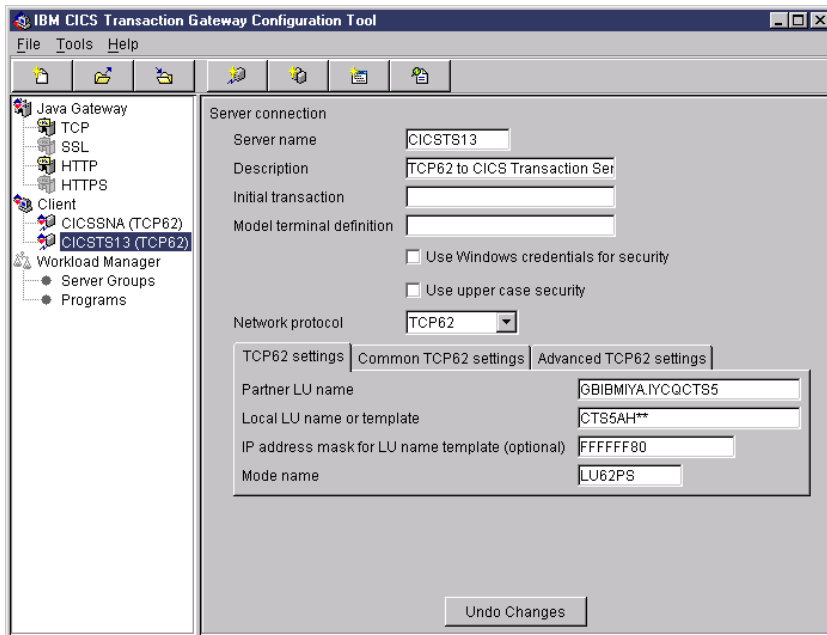 IBM CICS Transaction Gateway Configuration Tool
File Tools Help
Java Gateway
TCP
SSL
HTTP
HTTPS
Client
CICSSNA (TCP62)
CICSTS13 (TCP62)
Workload Manager
Server Groups
Programs
Server connection
Server name CICSTS13
Description TCP62 to CICS Transaction Ser
Initial transaction
Model terminal definition
Use Windows credentials for security
Use upper case security
Network protocol TCP62
TCP62 settings Common TCP62 settings Advanced TCP62 settings
Partner LU name GBIBMIYA.IYCQCTS5
Local LU name or template CTS5AH**
IP address mask for LU name template (optional) FFFFFF80
Mode name LU62PS
Undo Changes